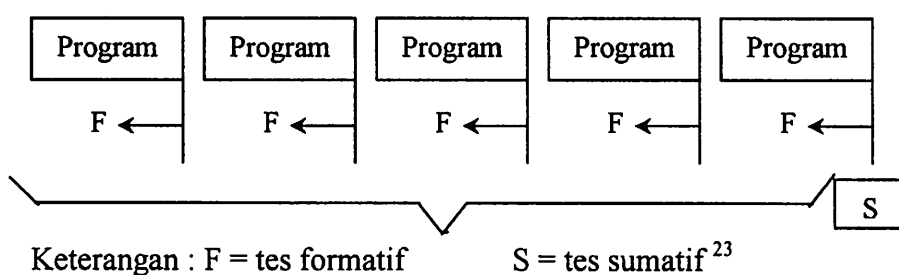 Program Program Program Program Program
F F F F F
S
Keterangan : F = tes formatif S = tes sumatif 23